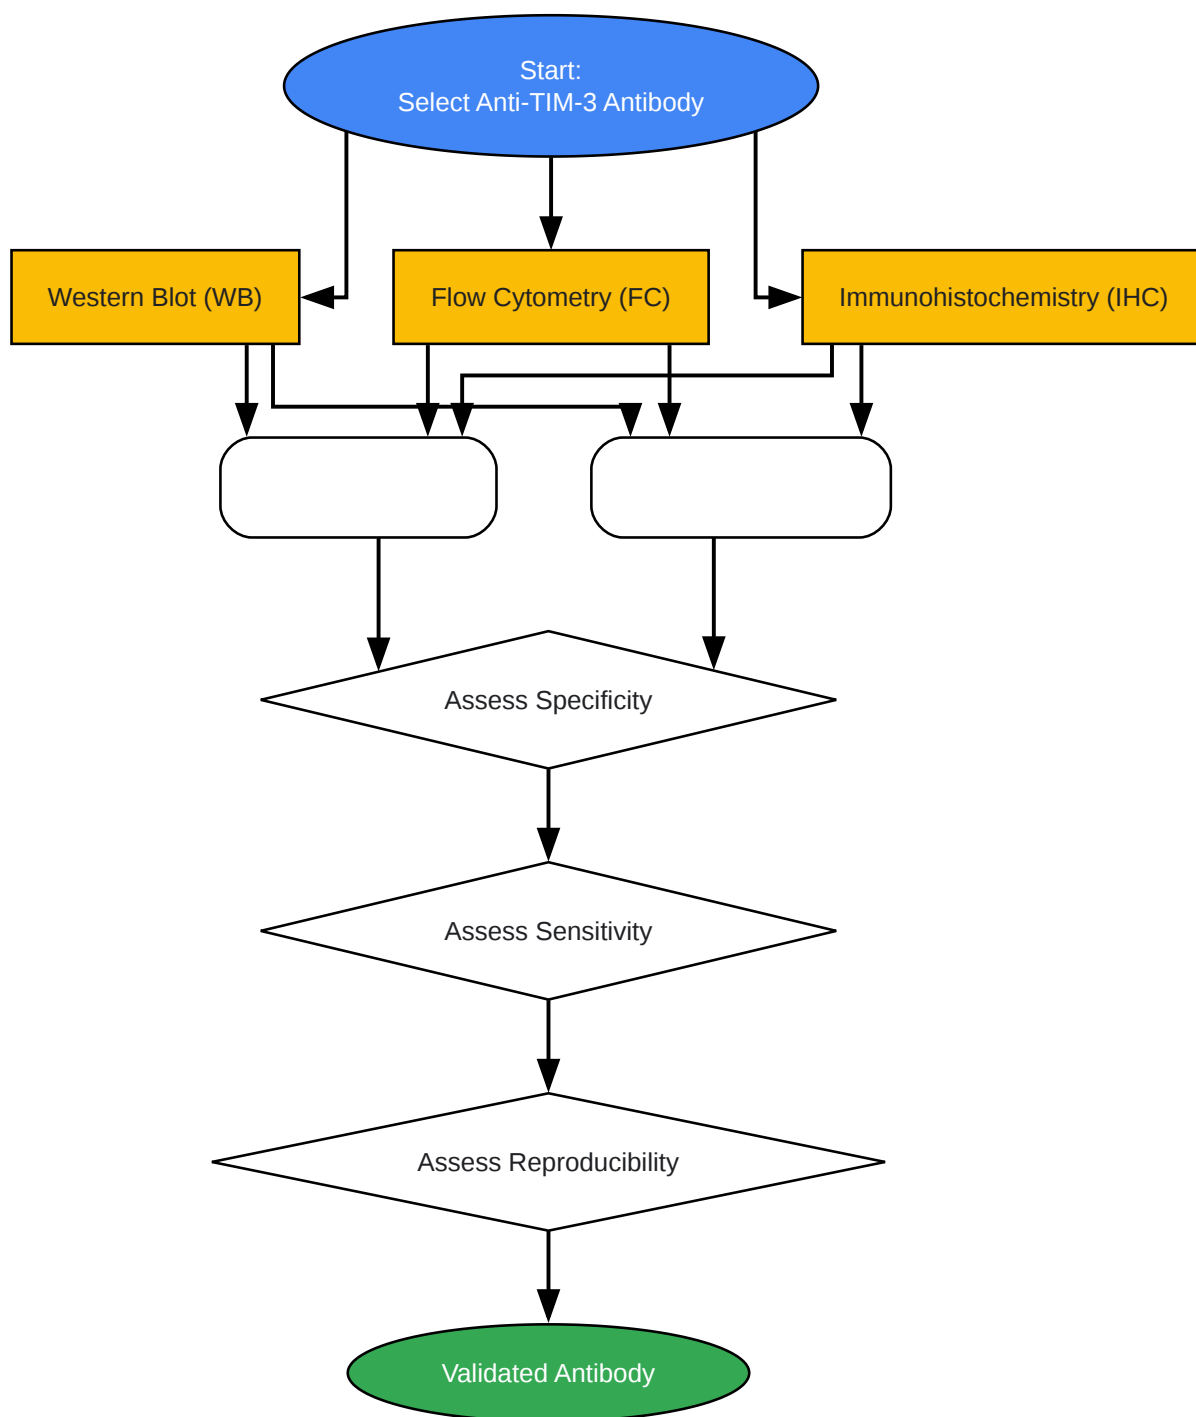 Start:
Select Anti-TIM-3 Antibody
Western Blot (WB)
Flow Cytometry (FC)
Immunohistochemistry (IHC)
Assess Specificity
Assess Sensitivity
Assess Reproducibility
Validated Antibody